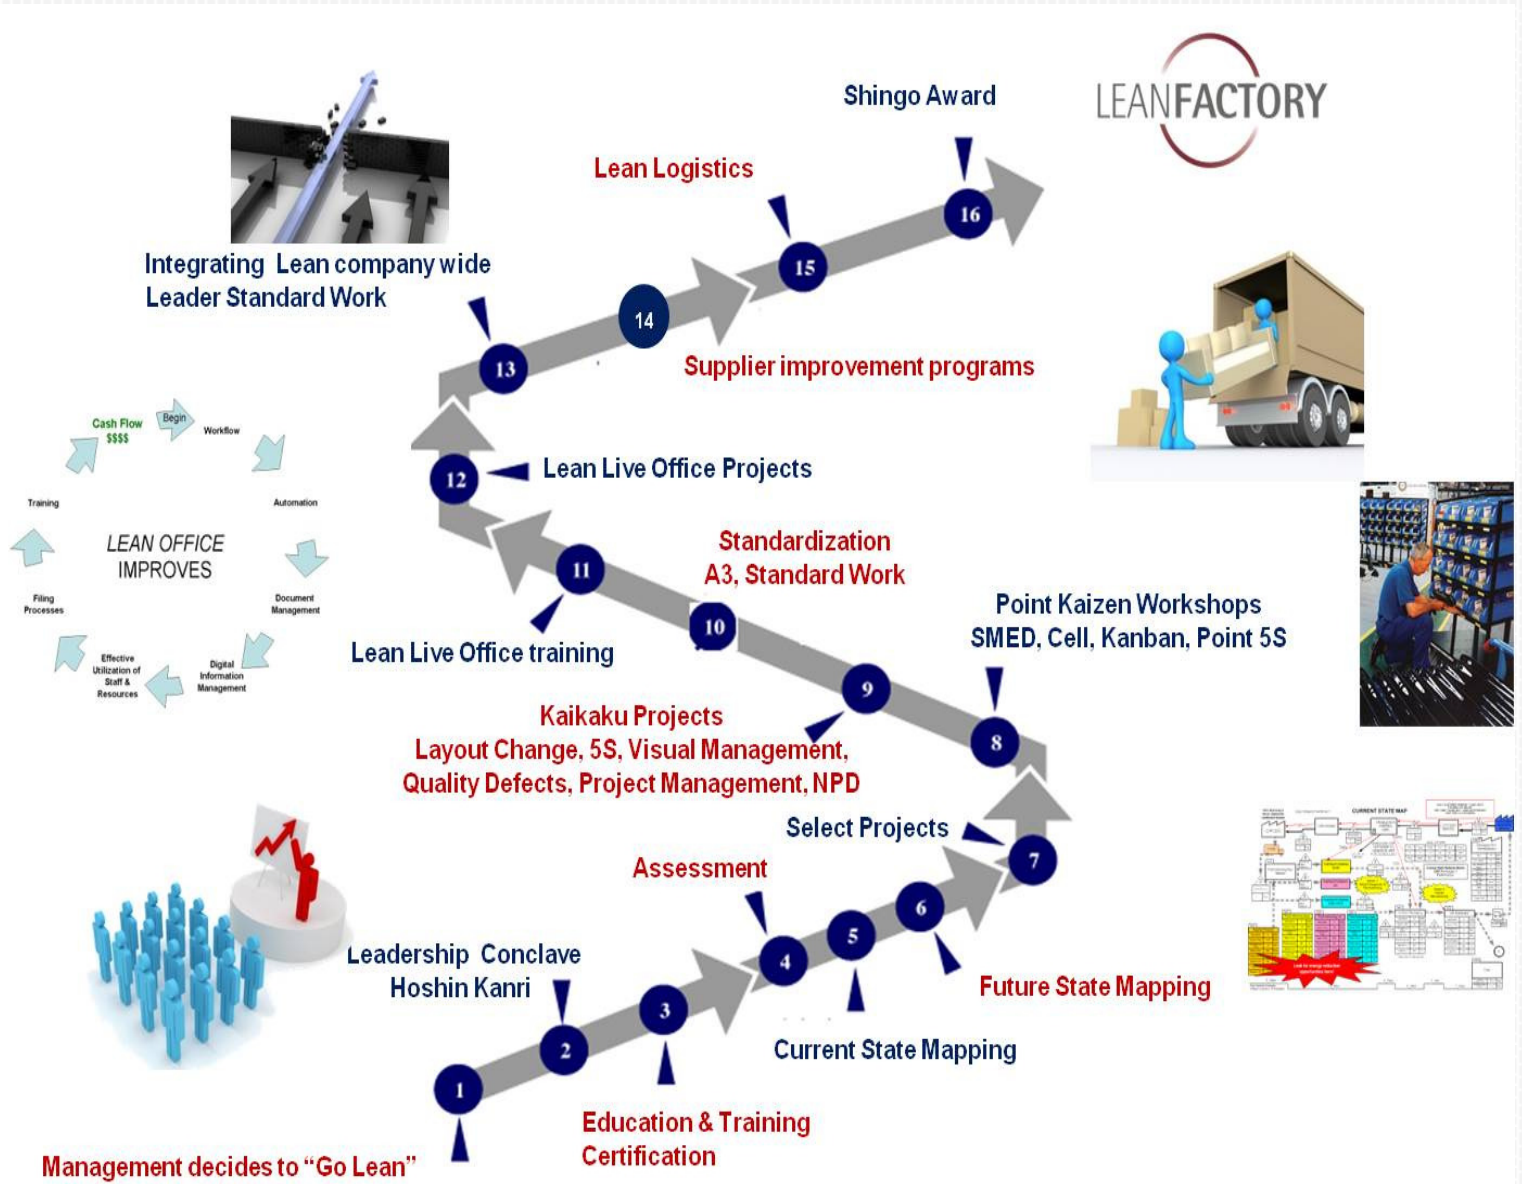 Shingo Award
LEANFACTORY
Lean Logistics
16
15
Integrating Lean company wide
Leader Standard Work
14
13
Supplier improvement programs
Cash Flow
$$$$
Begin
Workflow
Training
Automation
LEAN OFFICE
IMPROVES
Filing
Processes
Document
Management
Effective
Utilization of
Staff &
Resources
Digital
Information
Management
12
Lean Live Office Projects
Standardization
A3, Standard Work
11
10
Lean Live Office training
Point Kaizen Workshops
SMED, Cell, Kanban, Point 5S
9
8
Kaikaku Projects
Layout Change, 5S, Visual Management,
Quality Defects, Project Management, NPD
Select Projects
7
Assessment
6
5
4
CURRENT STATE MAP
Future State Mapping
Current State Mapping
Leadership Conclave
Hoshin Kanri
3
2
1
Education & Training
Certification
Management decides to “Go Lean”